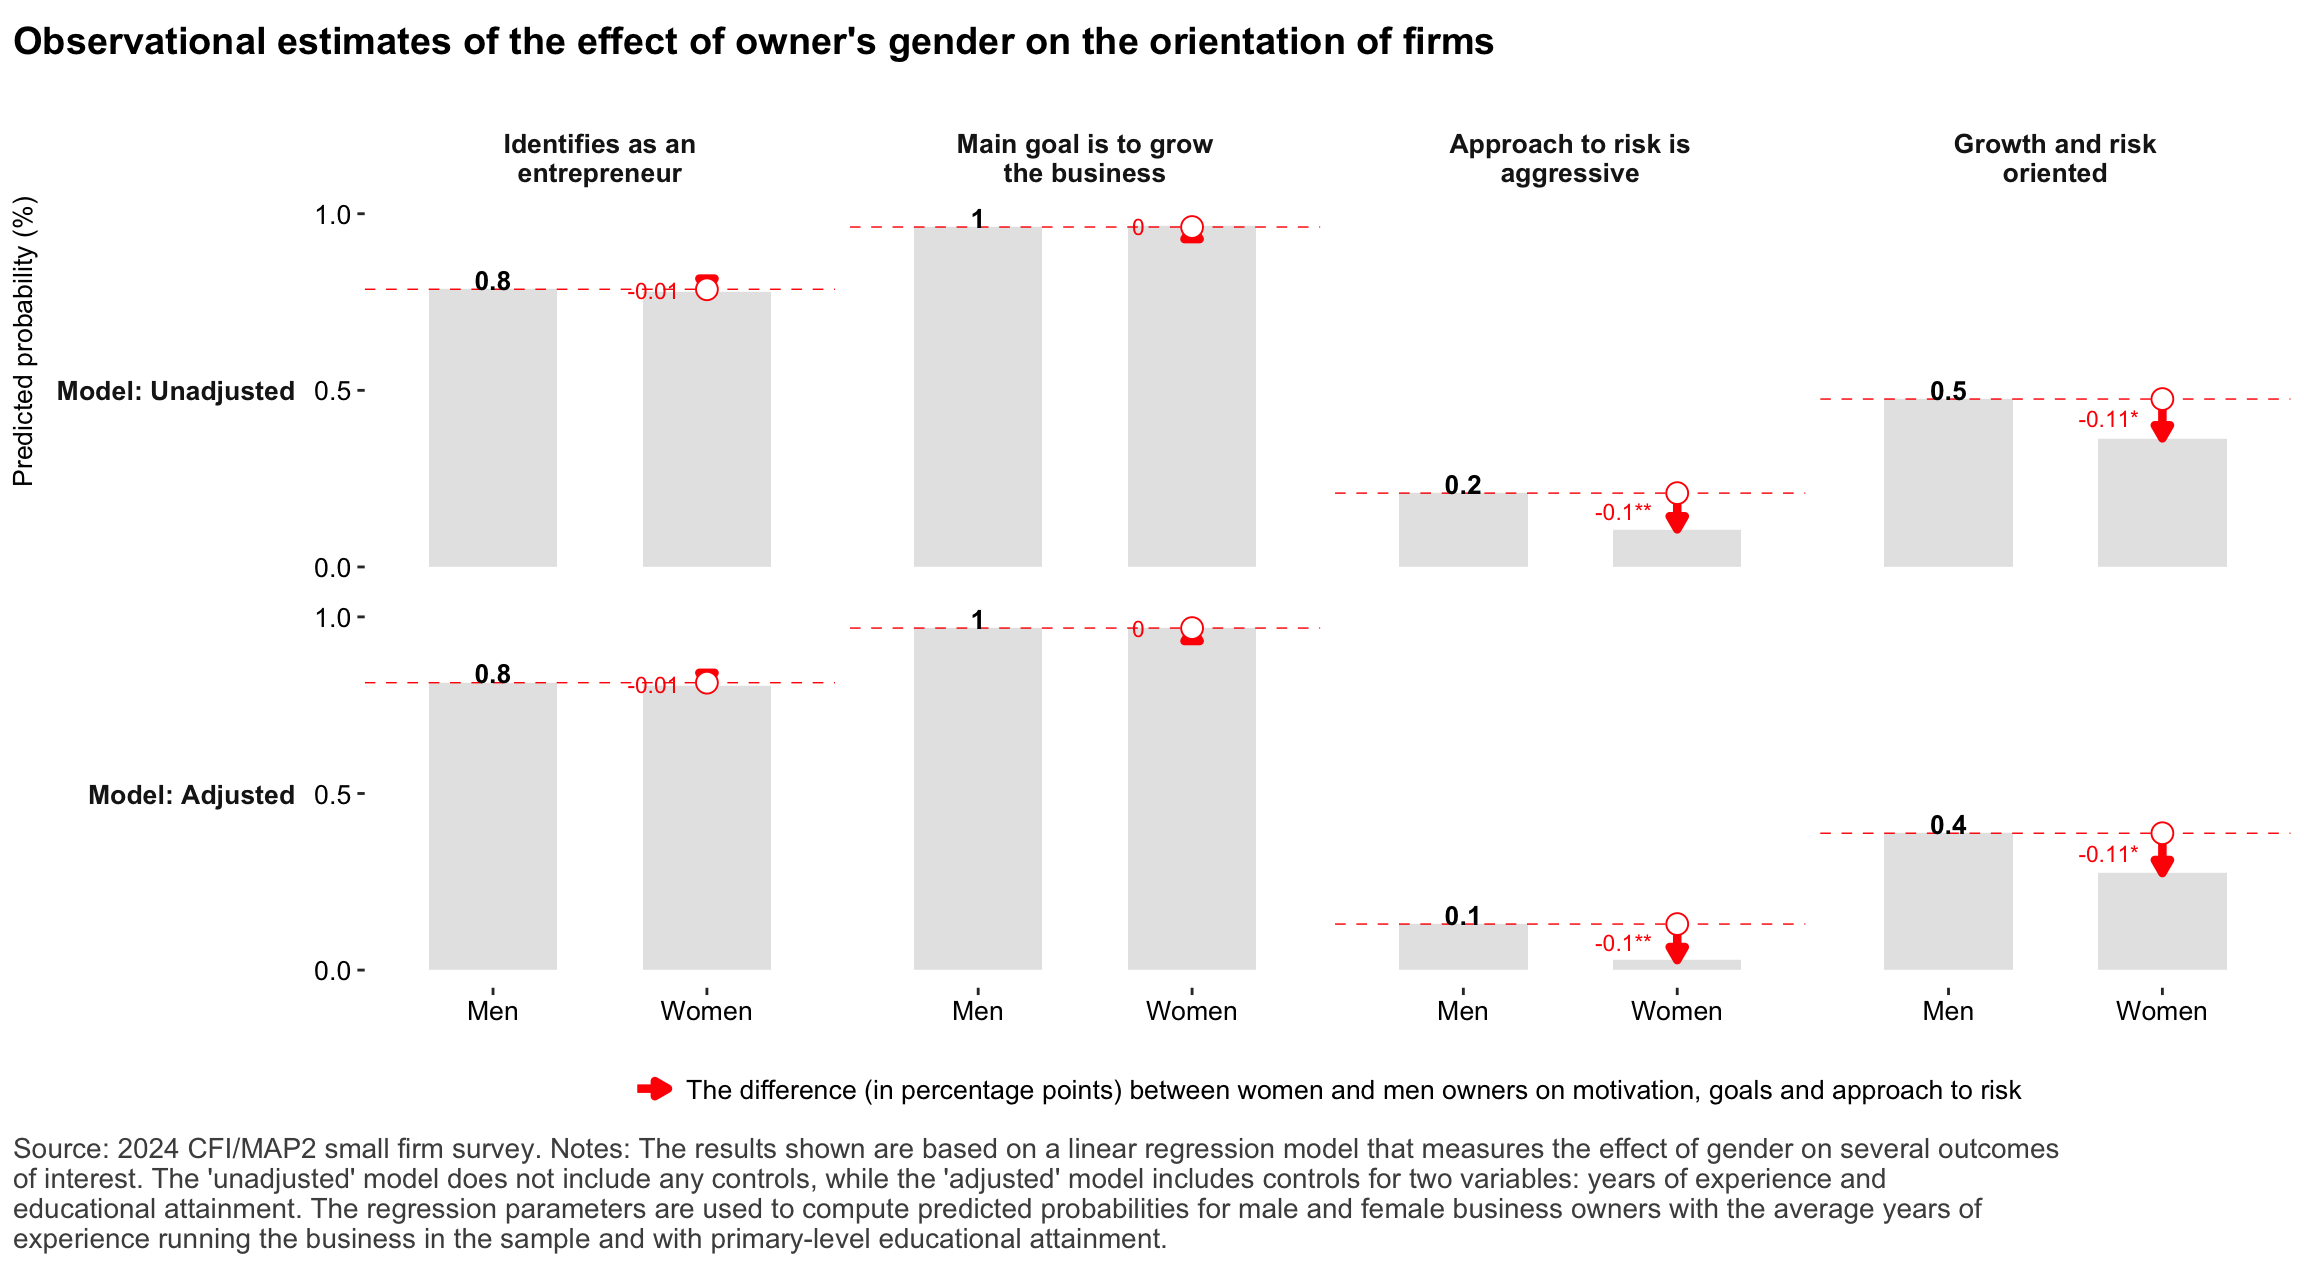 Observational estimates of the effect of owner's gender on the orientation of firms
Identifies as an
entrepreneur
Main goal is to grow
the business
Approach to risk is
aggressive
Growth and risk
oriented
Predicted probability (%)
Model: Unadjusted
1.0
0.5
0.0
0.8
-0.01
1
0
0.2
-0.1**
0.5
-0.11*
Model: Adjusted
1.0
0.5
0.0
0.8
-0.01
1
0
0.1
-0.1**
0.4
-0.11*
Men
Women
Men
Women
Men
Women
Men
Women
The difference (in percentage points) between women and men owners on motivation, goals and approach to risk
Source: 2024 CFI/MAP2 small firm survey. Notes: The results shown are based on a linear regression model that measures the effect of gender on several outcomes
of interest. The 'unadjusted' model does not include any controls, while the 'adjusted' model includes controls for two variables: years of experience and
educational attainment. The regression parameters are used to compute predicted probabilities for male and female business owners with the average years of
experience running the business in the sample and with primary-level educational attainment.